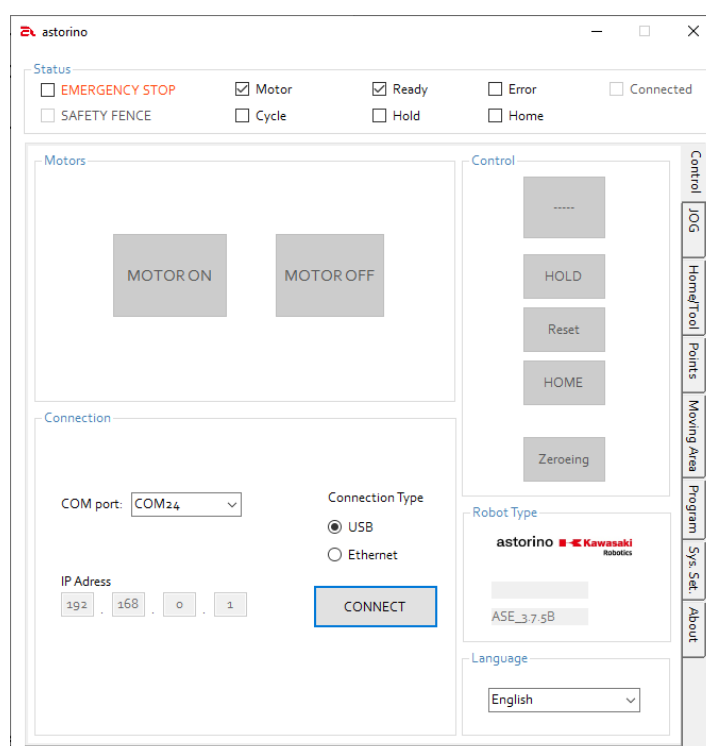 astorino
Status
EMERGENCY STOP
Motor
Ready
Error
Connected
SAFETY FENCE
Cycle
Hold
Home
Motors
MOTOR ON
MOTOR OFF
Control
-----
HOLD
Reset
HOME
Zeroeing
Connection
COM port:
COM24
Connection Type
USB
Ethernet
IP Adress
192 . 168 . 0 . 1
CONNECT
Robot Type
astorino Kawasaki
Robotics
ASE_3.7.5B
Language
English
Control
JOG
Home/Tool
Points
Moving Area
Program
Sys. Set.
About